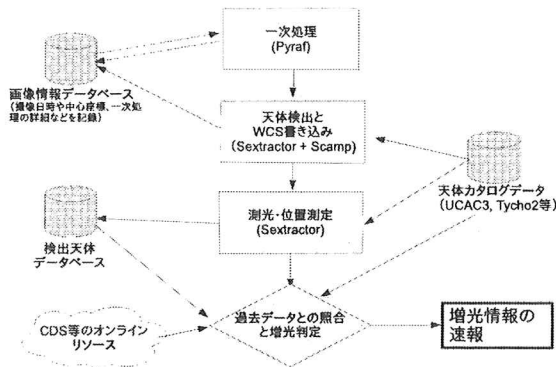 一次処理
(Pyraf)
画像情報データベース
(撮像日時や中心座標、一次処
理の詳細などを記録)
天体検出と
WCS書き込み
(Sextractor + Scamp)
天体カタログデータ
(UCAC3, Tycho2等)
測光・位置測定
(Sextractor)
検出天体
データベース
過去データとの照合
と増光判定
CDS等のオンライン
リソース
増光情報の
速報